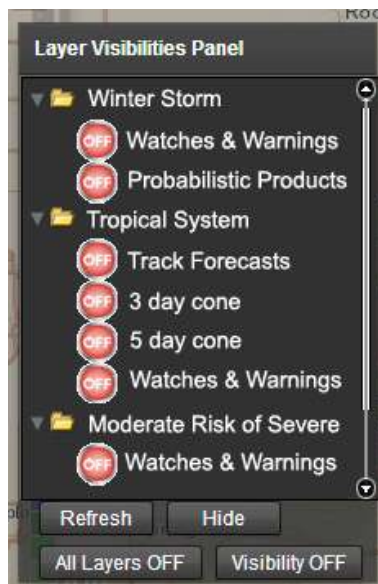 Roc
Layer Visibilities Panel
Winter Storm
OFF Watches & Warnings
OFF Probabilistic Products
Tropical System
OFF Track Forecasts
OFF 3 day cone
OFF 5 day cone
OFF Watches & Warnings
Moderate Risk of Severe
OFF Watches & Warnings
Refresh Hide
All Layers OFF Visibility OFF